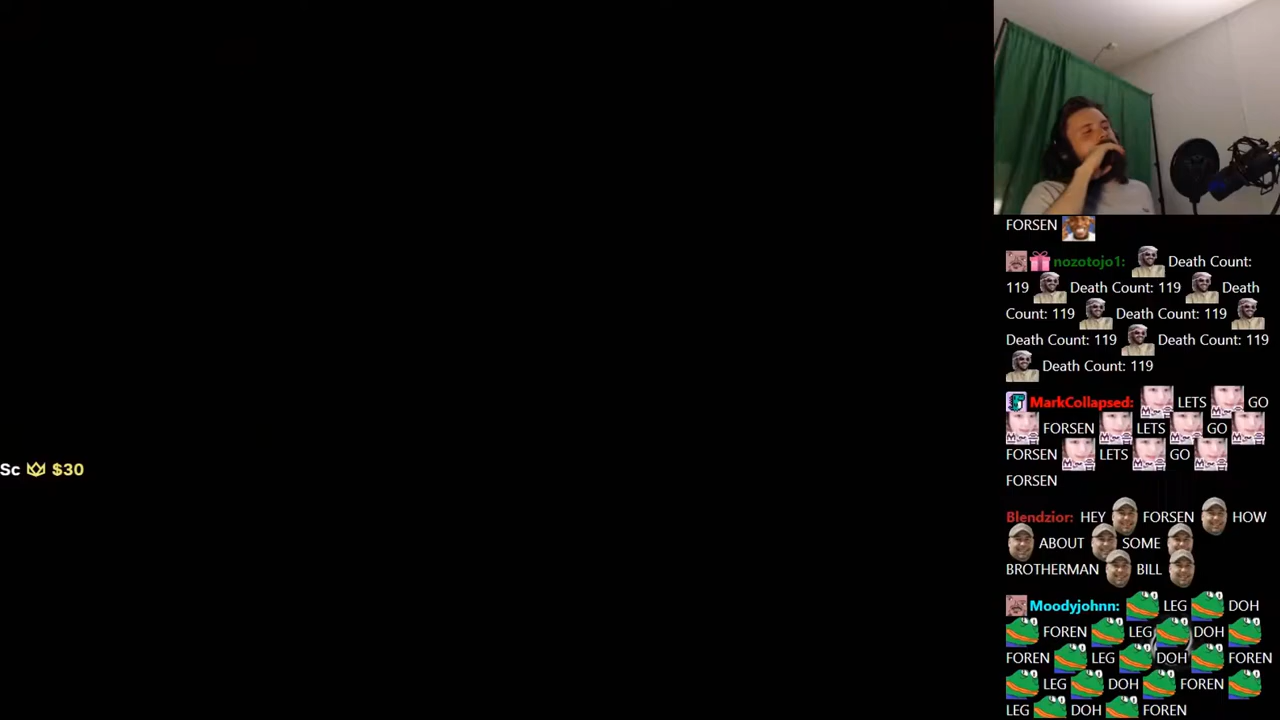 Sc $30
FORSEN
nozotojo1: Death Count:
119 Death Count: 119 Death
Count: 119 Death Count: 119
Death Count: 119 Death Count: 119
Death Count: 119
MarkCollapsed: LETS GO
FORSEN LETS GO
FORSEN LETS GO
FORSEN
Blendzior: HEY FORSEN HOW
ABOUT SOME
BROTHERMAN BILL
Moodyjohnn: LEG DOH
FOREN LEG DOH
FOREN LEG DOH FOREN
LEG DOH FOREN
LEG DOH FOREN